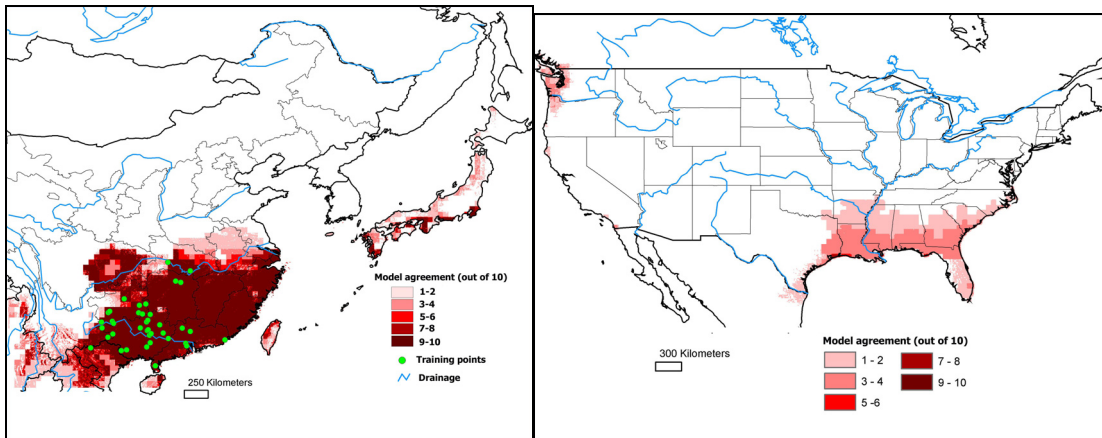 Model agreement (out of 10)
1-2
3-4
5-6
7-8
9-10
Training points
Drainage
250 Kilometers
300 Kilometers
Model agreement (out of 10)
1 - 2
3 - 4
5 -6
7 - 8
9 - 10